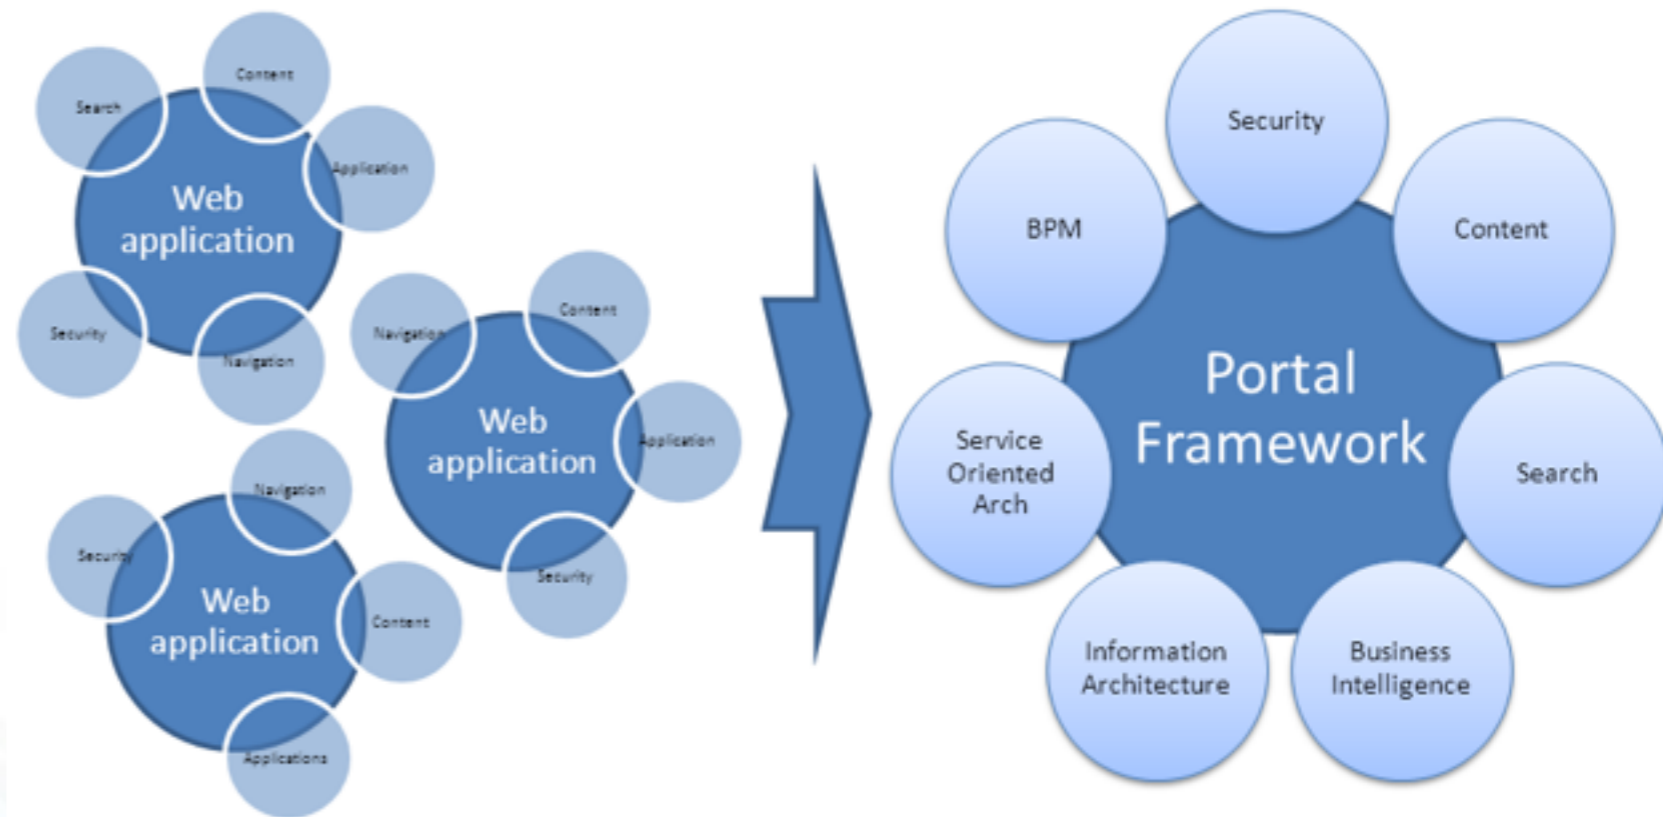 Content
Search
Application
Web
application
Security
Navigation
Navigation
Content
Web
application
Application
Security
Navigation
Security
Web
application
Content
Applications
Security
BPM
Content
Portal
Framework
Service
Oriented
Arch
Search
Information
Architecture
Business
Intelligence